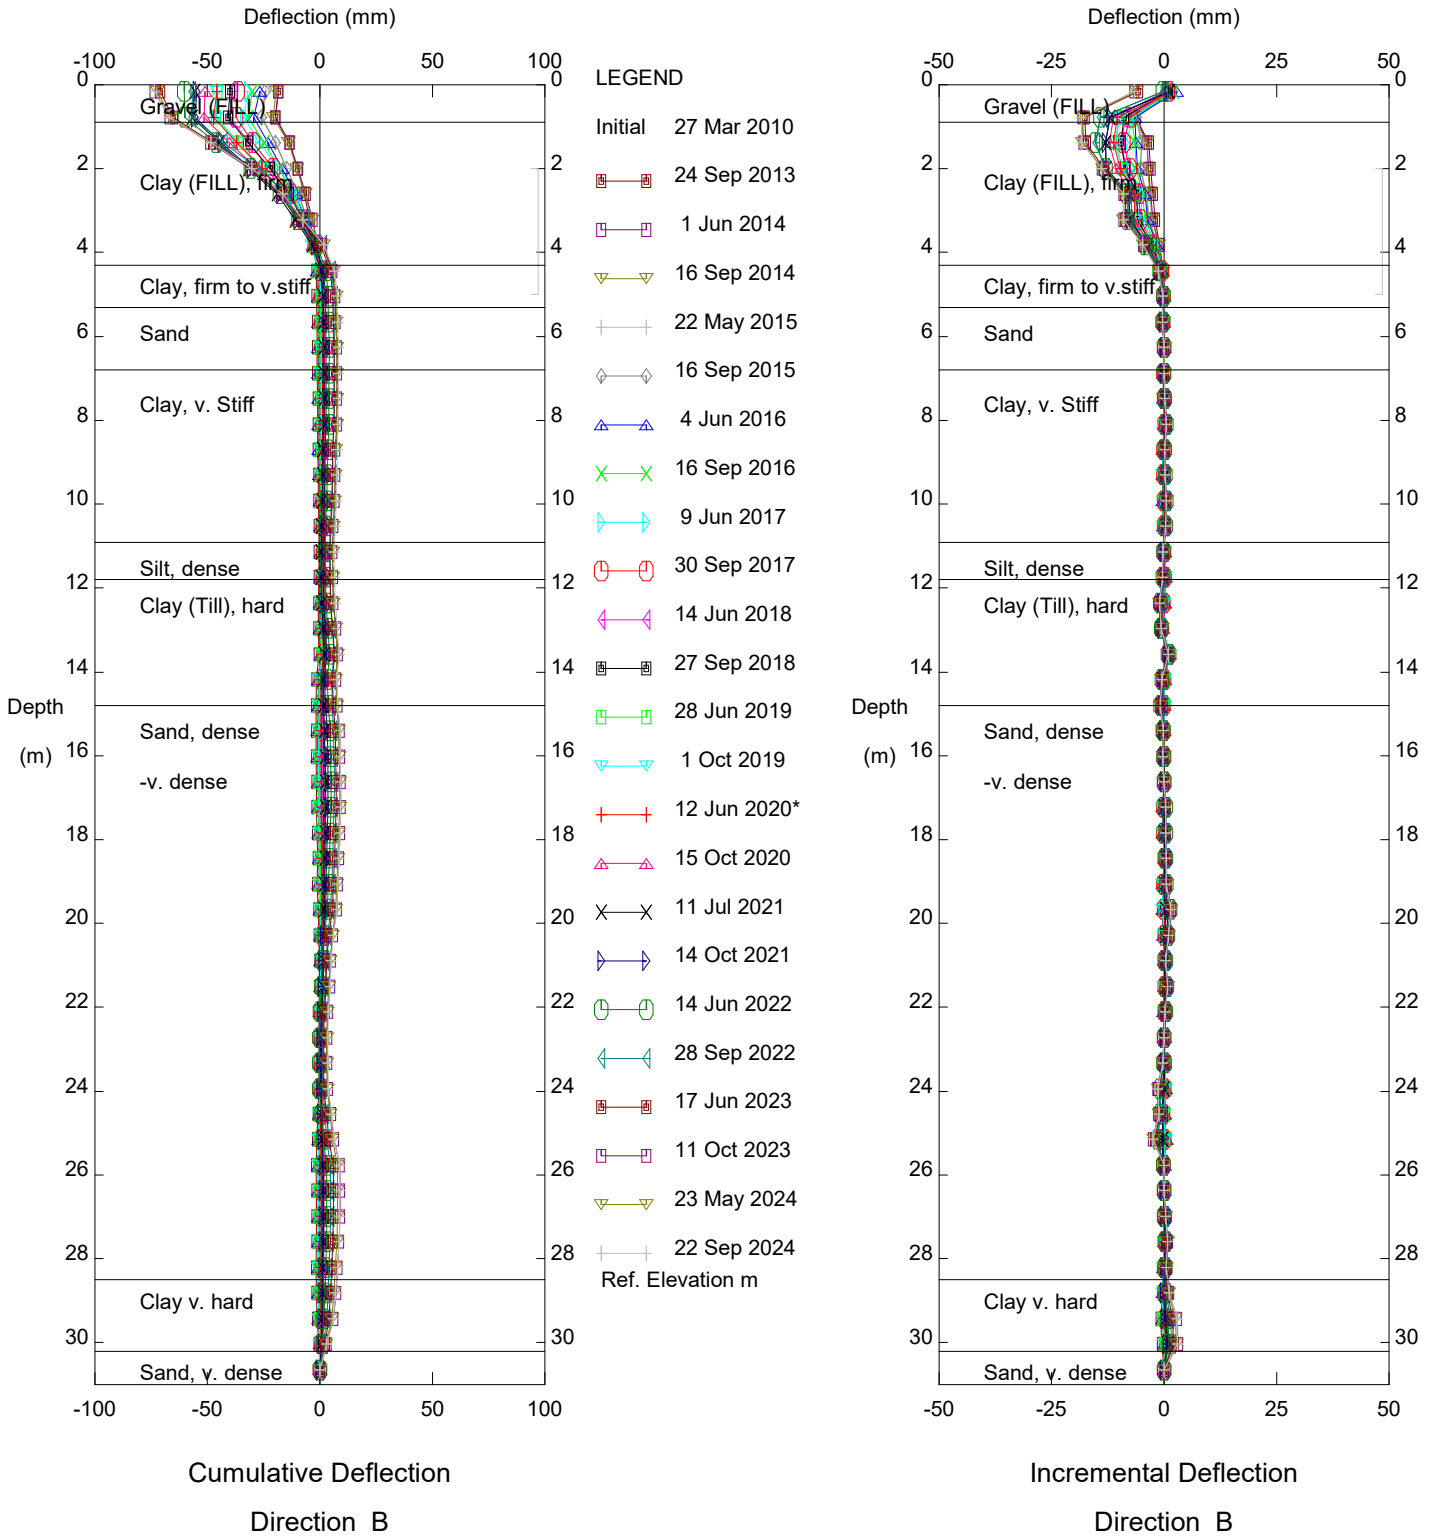 Deflection (mm)
-100 -50 0 50 100
0 0
Gravel (FILL)
2 2
Clay (FILL), firm
4 4
Clay, firm to v.stiff
6 6
Sand
Clay, v. Stiff
8 8
10 10
Silt, dense
12 12
Clay (Till), hard
14 14
Depth
(m)
Sand, dense
16 16
-v. dense
18 18
20 20
22 22
24 24
26 26
28 28
Clay v. hard
30 30
Sand, v. dense
-100 -50 0 50 100
Cumulative Deflection
Direction B
LEGEND
Initial 27 Mar 2010
24 Sep 2013
1 Jun 2014
16 Sep 2014
22 May 2015
16 Sep 2015
4 Jun 2016
16 Sep 2016
9 Jun 2017
30 Sep 2017
14 Jun 2018
27 Sep 2018
28 Jun 2019
1 Oct 2019
12 Jun 2020*
15 Oct 2020
11 Jul 2021
14 Oct 2021
14 Jun 2022
28 Sep 2022
17 Jun 2023
11 Oct 2023
23 May 2024
22 Sep 2024
Ref. Elevation m
Deflection (mm)
-50 -25 0 25 50
0 0
Gravel (FILL)
2 2
Clay (FILL), firm
4 4
Clay, firm to v.stiff
6 6
Sand
Clay, v. Stiff
8 8
10 10
Silt, dense
12 12
Clay (Till), hard
14 14
Depth
(m)
Sand, dense
16 16
-v. dense
18 18
20 20
22 22
24 24
26 26
28 28
Clay v. hard
30 30
Sand, v. dense
-50 -25 0 25 50
Incremental Deflection
Direction B